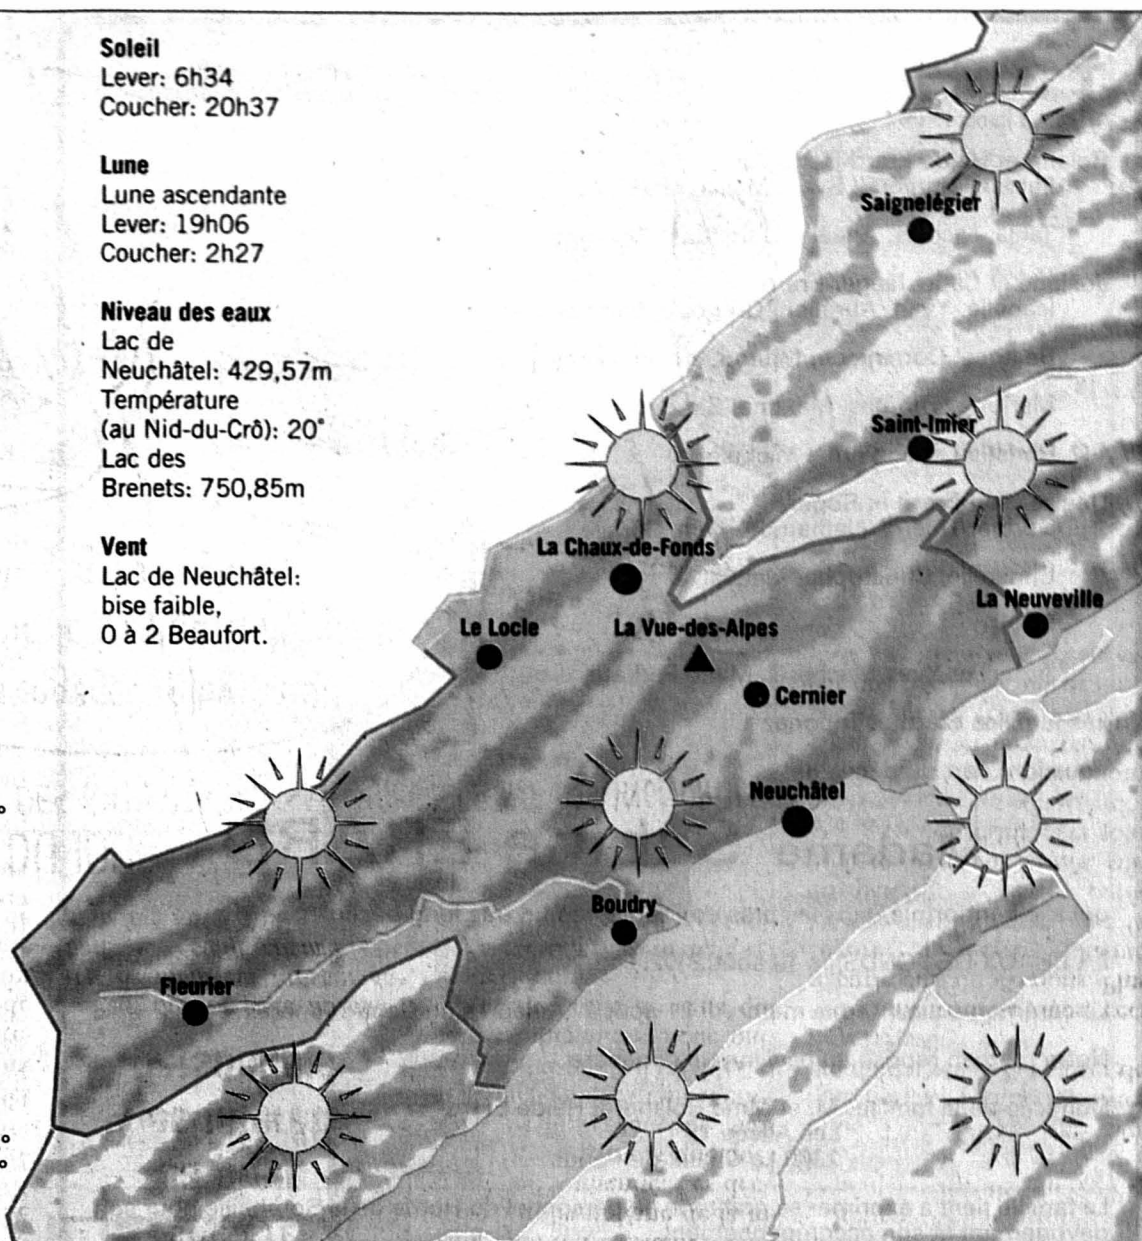 Soleil
Lever: 6h34
Coucher: 20h37
Lune
Lune ascendante
Lever: 19h06
Coucher: 2h27
Niveau des eaux
Lac de
Neuchâtel: 429,57m
Température
(au Nid-du-Crô): 20°
Lac des
Brenets: 750,85m
Vent
Lac de Neuchâtel:
bise faible,
0 à 2 Beaufort.
Saignelégier
Saint-Imier
La Chaux-de-Fonds
La Neuveville
Le Locle
La Vue-des-Alpes
Cernier
Neuchâtel
Boudry
Fleurier